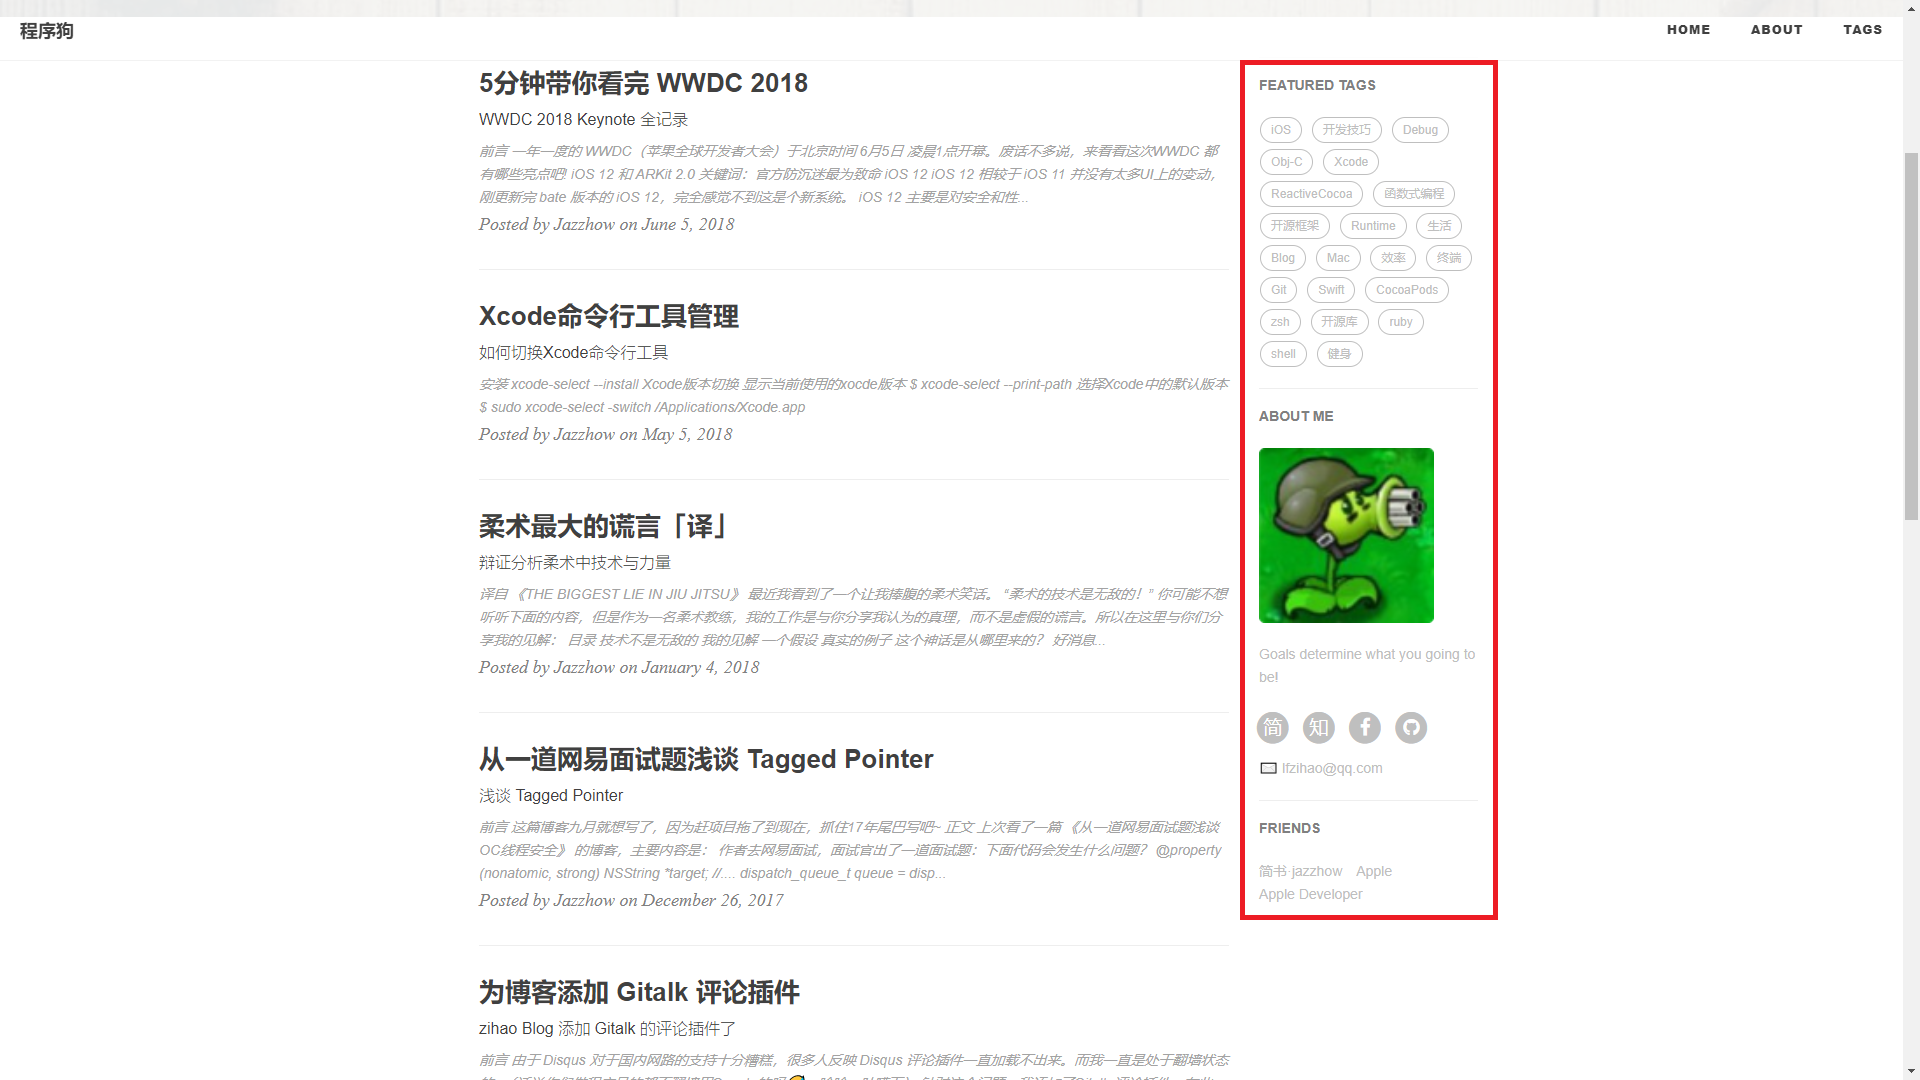 程序狗
HOME
ABOUT
TAGS
5分钟带你看完 WWDC 2018
WWDC 2018 Keynote 全记录
前言 一年一度的 WWDC（苹果全球开发者大会）于北京时间 6月5日 凌晨1点开幕。废话不多说，来看看这次WWDC 都
有哪些亮点吧! iOS 12 和 ARKit 2.0 关键词：官方防沉迷最为致命 iOS 12 iOS 12 相较于 iOS 11 并没有太多UI上的变动，
刚更新完 bate 版本的 iOS 12，完全感觉不到这是个新系统。 iOS 12 主要是对安全和性...
Posted by Jazzhow on June 5, 2018
Xcode命令行工具管理
如何切换Xcode命令行工具
安装 xcode-select --install Xcode版本切换 显示当前使用的xocde版本 $ xcode-select --print-path 选择Xcode中的默认版本
$ sudo xcode-select -switch /Applications/Xcode.app
Posted by Jazzhow on May 5, 2018
柔术最大的谎言「译」
辩证分析柔术中技术与力量
译自 《THE BIGGEST LIE IN JIU JITSU》 最近我看到了一个让我捧腹的柔术笑话。 “柔术的技术是无敌的！” 你可能不想
听听下面的内容，但是作为一名柔术教练，我的工作是与你分享我认为的真理，而不是虚假的谎言。所以在这里与你们分
享我的见解： 目录 技术不是无敌的 我的见解 一个假设 真实的例子 这个神话是从哪里来的？ 好消息...
Posted by Jazzhow on January 4, 2018
从一道网易面试题浅谈 Tagged Pointer
浅谈 Tagged Pointer
前言 这篇博客九月就想写了，因为赶项目拖了到现在，抓住17年尾巴写吧~ 正文 上次看了一篇 《从一道网易面试题浅谈
OC线程安全》 的博客，主要内容是： 作者去网易面试，面试官出了一道面试题：下面代码会发生什么问题？ @property
(nonatomic, strong) NSString *target; //.... dispatch_queue_t queue = disp...
Posted by Jazzhow on December 26, 2017
为博客添加 Gitalk 评论插件
zihao Blog 添加 Gitalk 的评论插件了
前言 由于 Disqus 对于国内网路的支持十分糟糕，很多人反映 Disqus 评论插件一直加载不出来。而我一直是处于翻墙状态
FEATURED TAGS
iOS 开发技巧 Debug
Obj-C Xcode
ReactiveCocoa 函数式编程
开源框架 Runtime 生活
Blog Mac 效率 终端
Git Swift CocoaPods
zsh 开源库 ruby
shell 健身
ABOUT ME
Goals determine what you going to
be!
简 知 f
lfzihao@qq.com
FRIENDS
简书·jazzhow Apple
Apple Developer